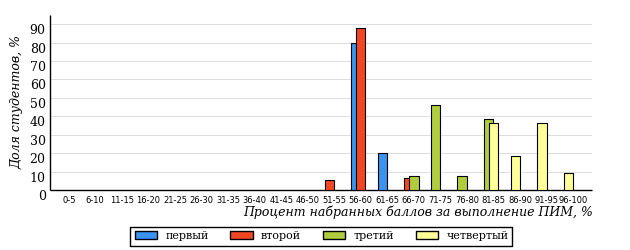 Доля студентов, %
90
80
70
60
50
40
30
20
10
0
0-5 6-10 11-15 16-20 21-25 26-30 31-35 36-40 41-45 46-50 51-55 56-60 61-65 66-70 71-75 76-80 81-85 86-90 91-95 96-100
Процент набранных баллов за выполнение ПИМ, %
первый второй третий четвертый